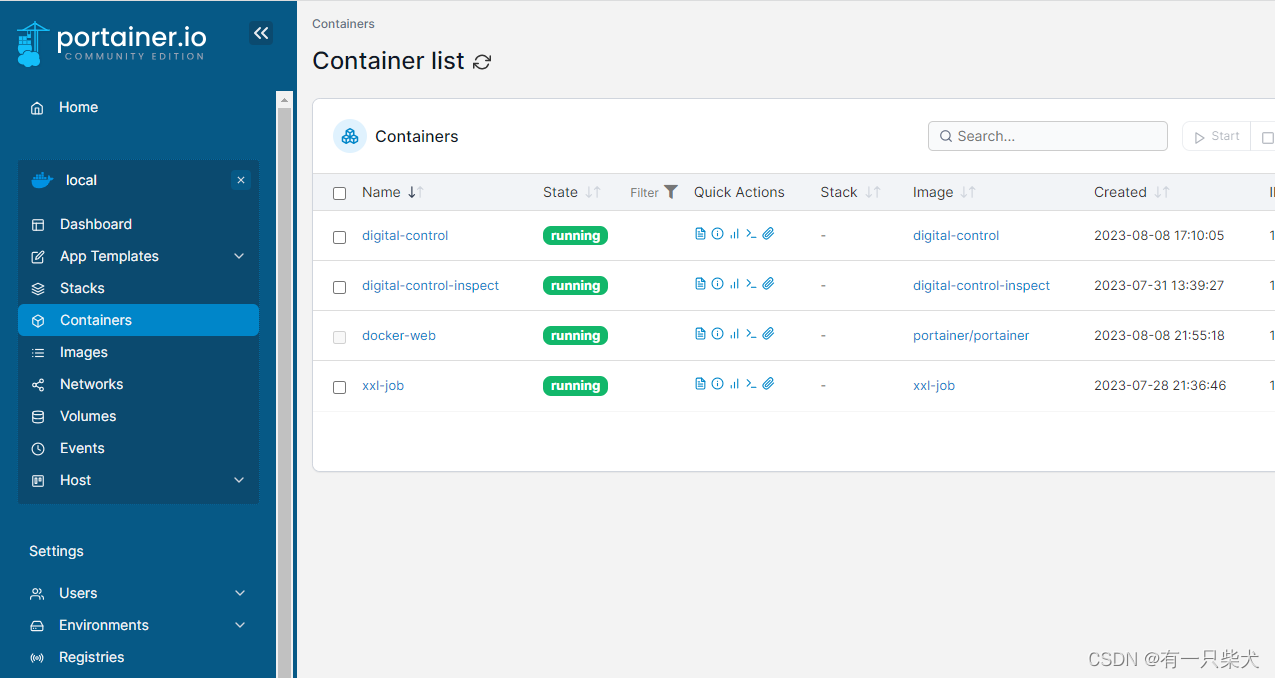 portainer.io
COMMUNITY EDITION
Home
local
Dashboard
App Templates
Stacks
Containers
Images
Networks
Volumes
Events
Host
Settings
Users
Environments
Registries
Containers
Container list
Containers
Search...
Start
Name State Filter Quick Actions Stack Image Created
digital-control running - digital-control 2023-08-08 17:10:05
digital-control-inspect running - digital-control-inspect 2023-07-31 13:39:27
docker-web running - portainer/portainer 2023-08-08 21:55:18
xxl-job running - xxl-job 2023-07-28 21:36:46
CSDN @有一只柴犬